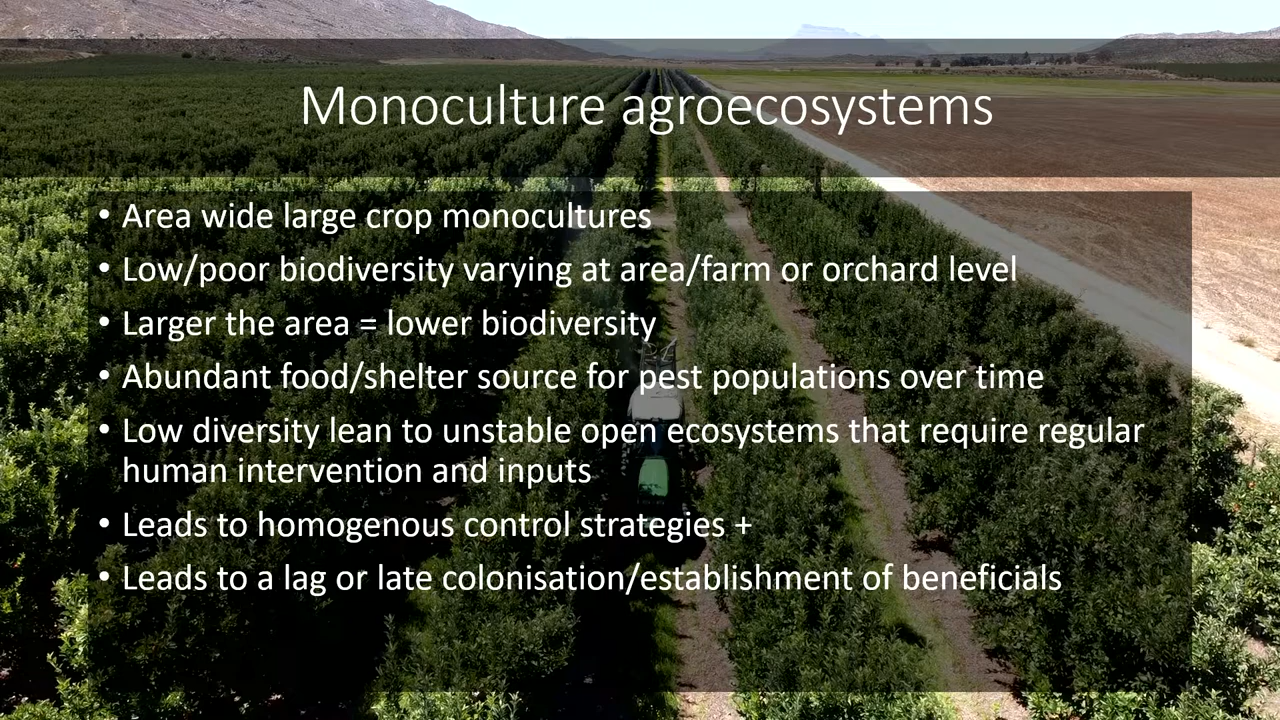 Monoculture agroecosystems
• Area wide large crop monocultures
• Low/poor biodiversity varying at area/farm or orchard level
• Larger the area = lower biodiversity
• Abundant food/shelter source for pest populations over time
• Low diversity lean to unstable open ecosystems that require regular
human intervention and inputs
• Leads to homogenous control strategies +
• Leads to a lag or late colonisation/establishment of beneficials